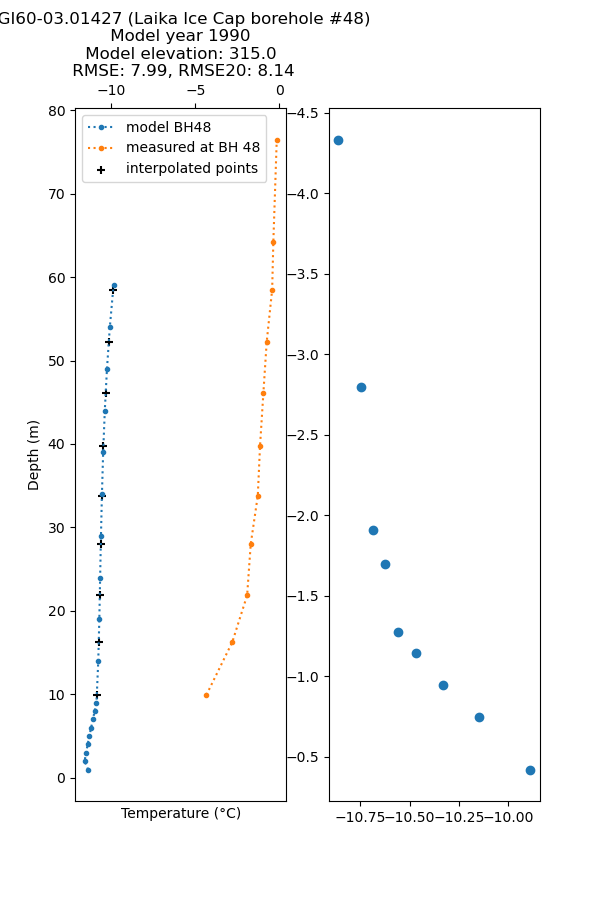 GI60-03.01427 (Laika Ice Cap borehole #48)
Model year 1990
Model elevation: 315.0
RMSE: 7.99, RMSE20: 8.14
−10 −5 0
model BH48
measured at BH 48
interpolated points
80
70
60
50
40
30
20
10
0
Depth (m)
Temperature (°C)
−4.5
−4.0
−3.5
−3.0
−2.5
−2.0
−1.5
−1.0
−0.5
−10.75 −10.50 −10.25 −10.00